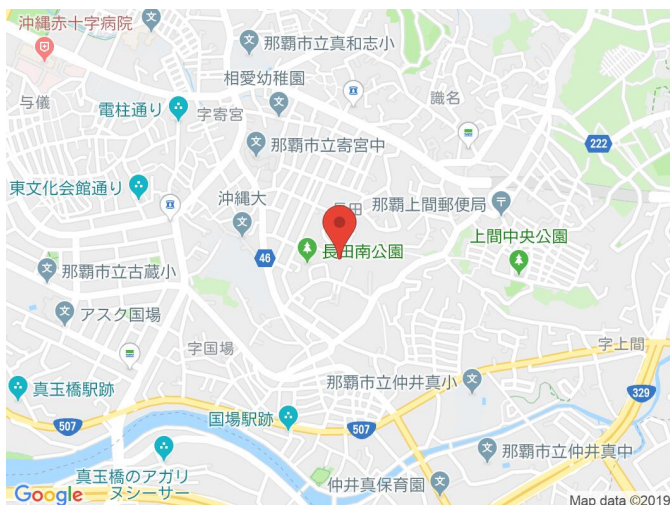 沖縄赤十字病院
那覇市立真和志小
相愛幼稚園
与儀
識名
電柱通り
字寄宮
222
那覇市立寄宮中
東文化会館通り
沖縄大
長田
那覇上間郵便局
上間中央公園
46
長田南公園
那覇市立古蔵小
アスク国場
字国場
字上間
那覇市立仲井真小
真玉橋駅跡
329
国場駅跡
507
507
那覇市立仲井真中
真玉橋のアガリ
ヌシーサー
仲井真保育園
Google
Map data ©2019